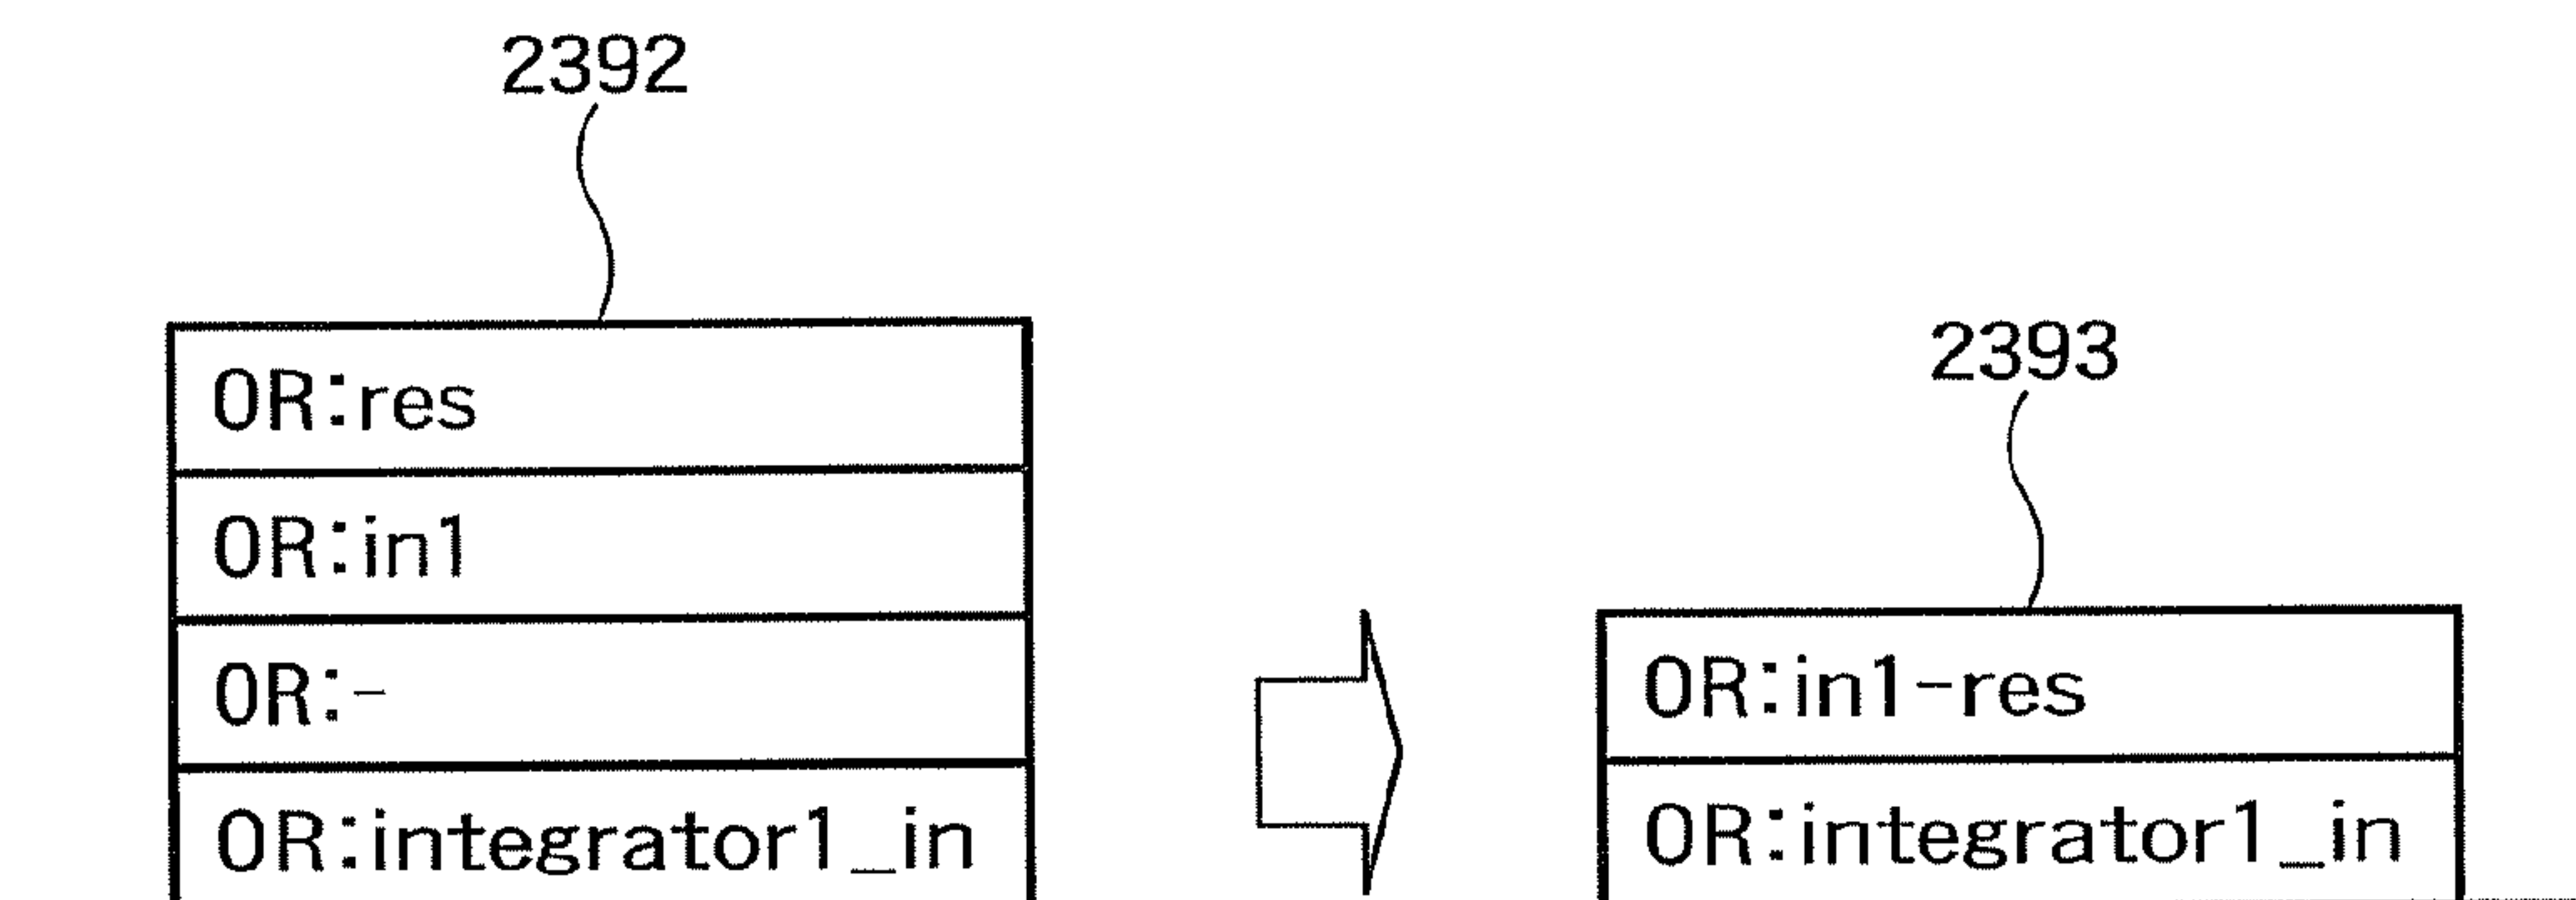 2392
OR:res
OR:in1
OR:-
OR:integrator1_in
2393
OR:in1-res
OR:integrator1_in